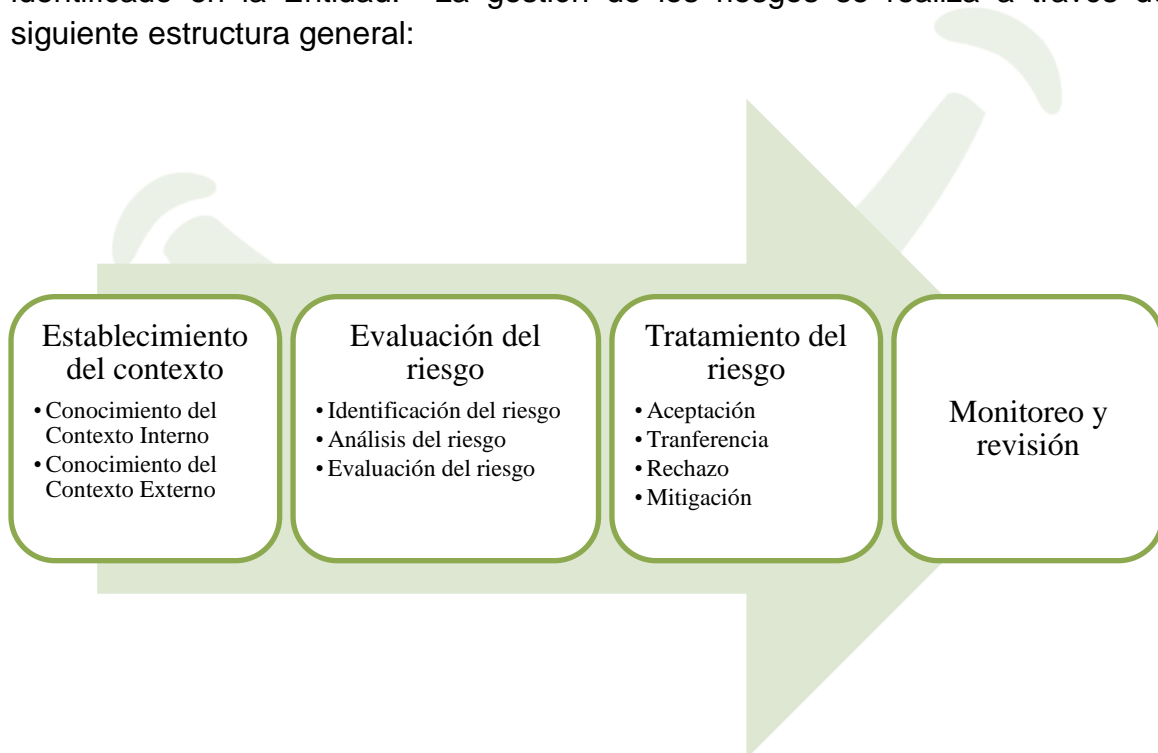 identificado en la Entidad. La gestión de los riesgos se realiza a través de
siguiente estructura general:
Establecimiento
del contexto
• Conocimiento del
Contexto Interno
• Conocimiento del
Contexto Externo
Evaluación del
riesgo
• Identificación del riesgo
• Análisis del riesgo
• Evaluación del riesgo
Tratamiento del
riesgo
• Aceptación
• Tranferencia
• Rechazo
• Mitigación
Monitoreo y
revisión